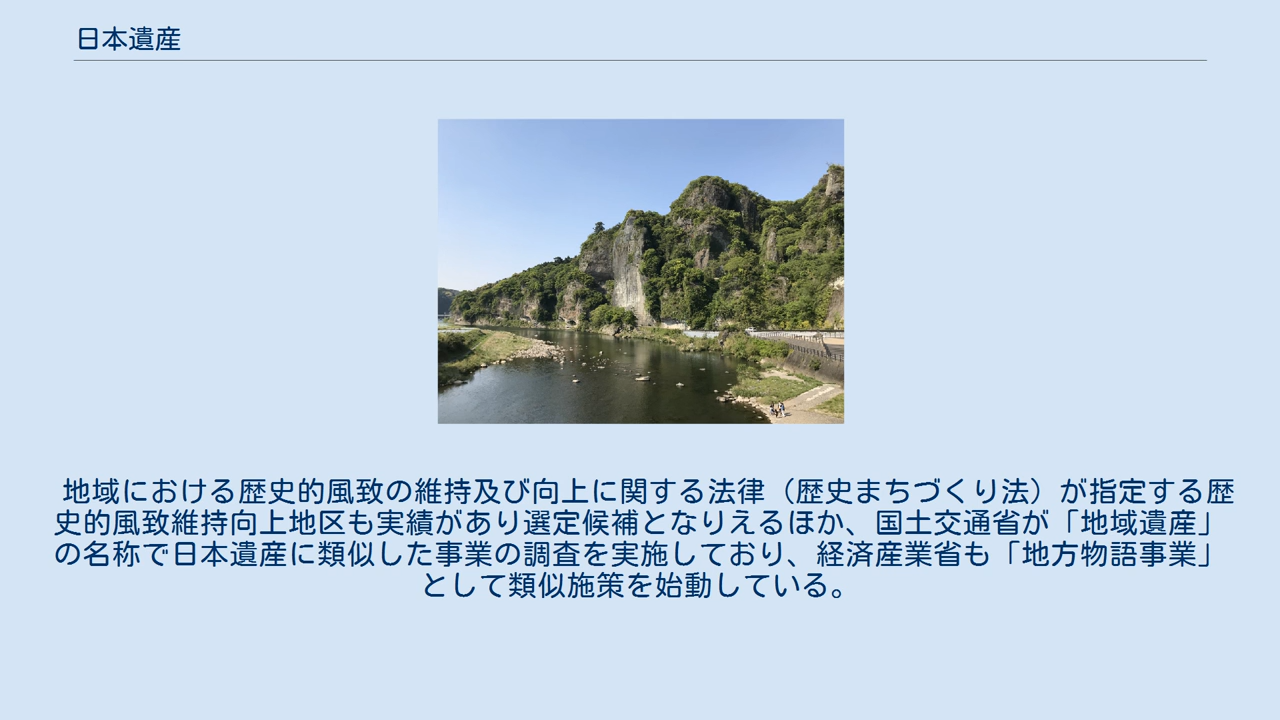 日本遺産
地域における歴史的風致の維持及び向上に関する法律（歴史まちづくり法）が指定する歴
史的風致維持向上地区も実績があり選定候補となりえるほか、国土交通省が「地域遺産」
の名称で日本遺産に類似した事業の調査を実施しており、経済産業省も「地方物語事業」
として類似施策を始動している。